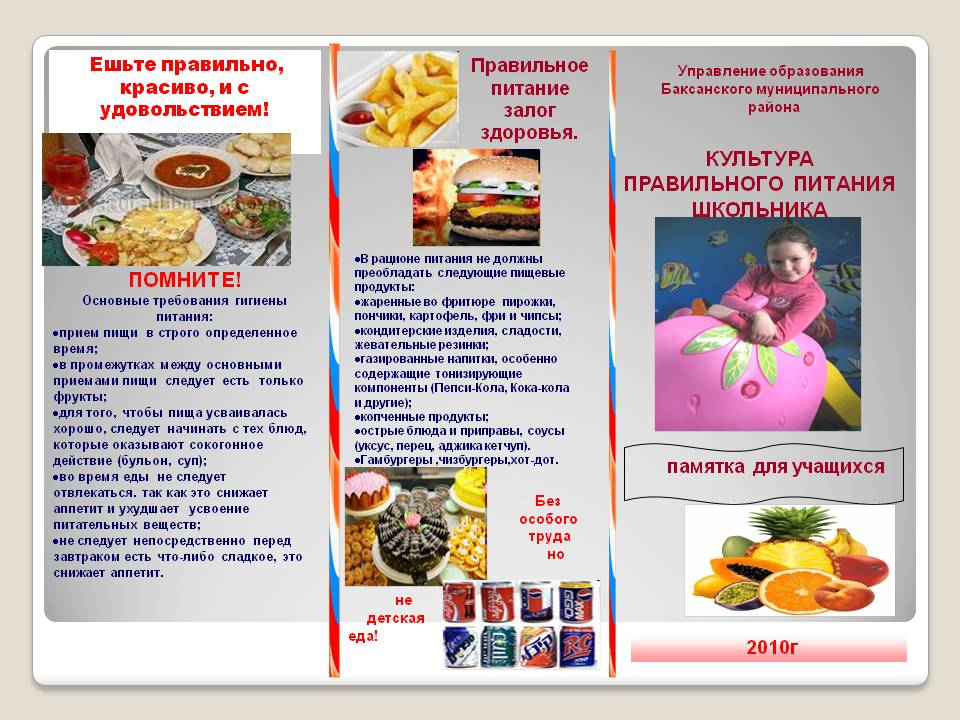 Ешьте правильно,
красиво, и с
удовольствием!
ПОМНИТЕ!
Основные требования гигиены
питания:
•прием пищи в строго определенное
время;
•в промежутках между основными
приемами пищи следует есть только
фрукты;
•для того, чтобы пища усваивалась
хорошо, следует начинать с тех блюд,
которые оказывают сокогонное
действие (бульон, суп);
•во время еды не следует
отвлекаться. так как это снижает
аппетит и ухудшает усвоение
питательных веществ;
•не следует непосредственно перед
завтраком есть что-либо сладкое, это
снижает аппетит.
Правильное
питание
залог
здоровья.
•В рационе питания не должны
преобладать следующие пищевые
продукты:
•жаренные во фритюре пирожки,
пончики, картофель, фри и чипсы;
•кондитерские изделия, сладости,
жевательные резинки;
•газированные напитки, особенно
содержащие тонизирующие
компоненты (Пепси-Кола, Кока-кола
и другие);
•копченные продукты;
•острые блюда и приправы, соусы
(уксус, перец, аджика кетчуп).
•Гамбургеры ,чизбургеры,хот-дот.
Без
особого
труда
но
не
детская
еда!
Управление образования
Баксанского муниципального
района
КУЛЬТУРА
ПРАВИЛЬНОГО ПИТАНИЯ
ШКОЛЬНИКА
памятка для учащихся
2010г